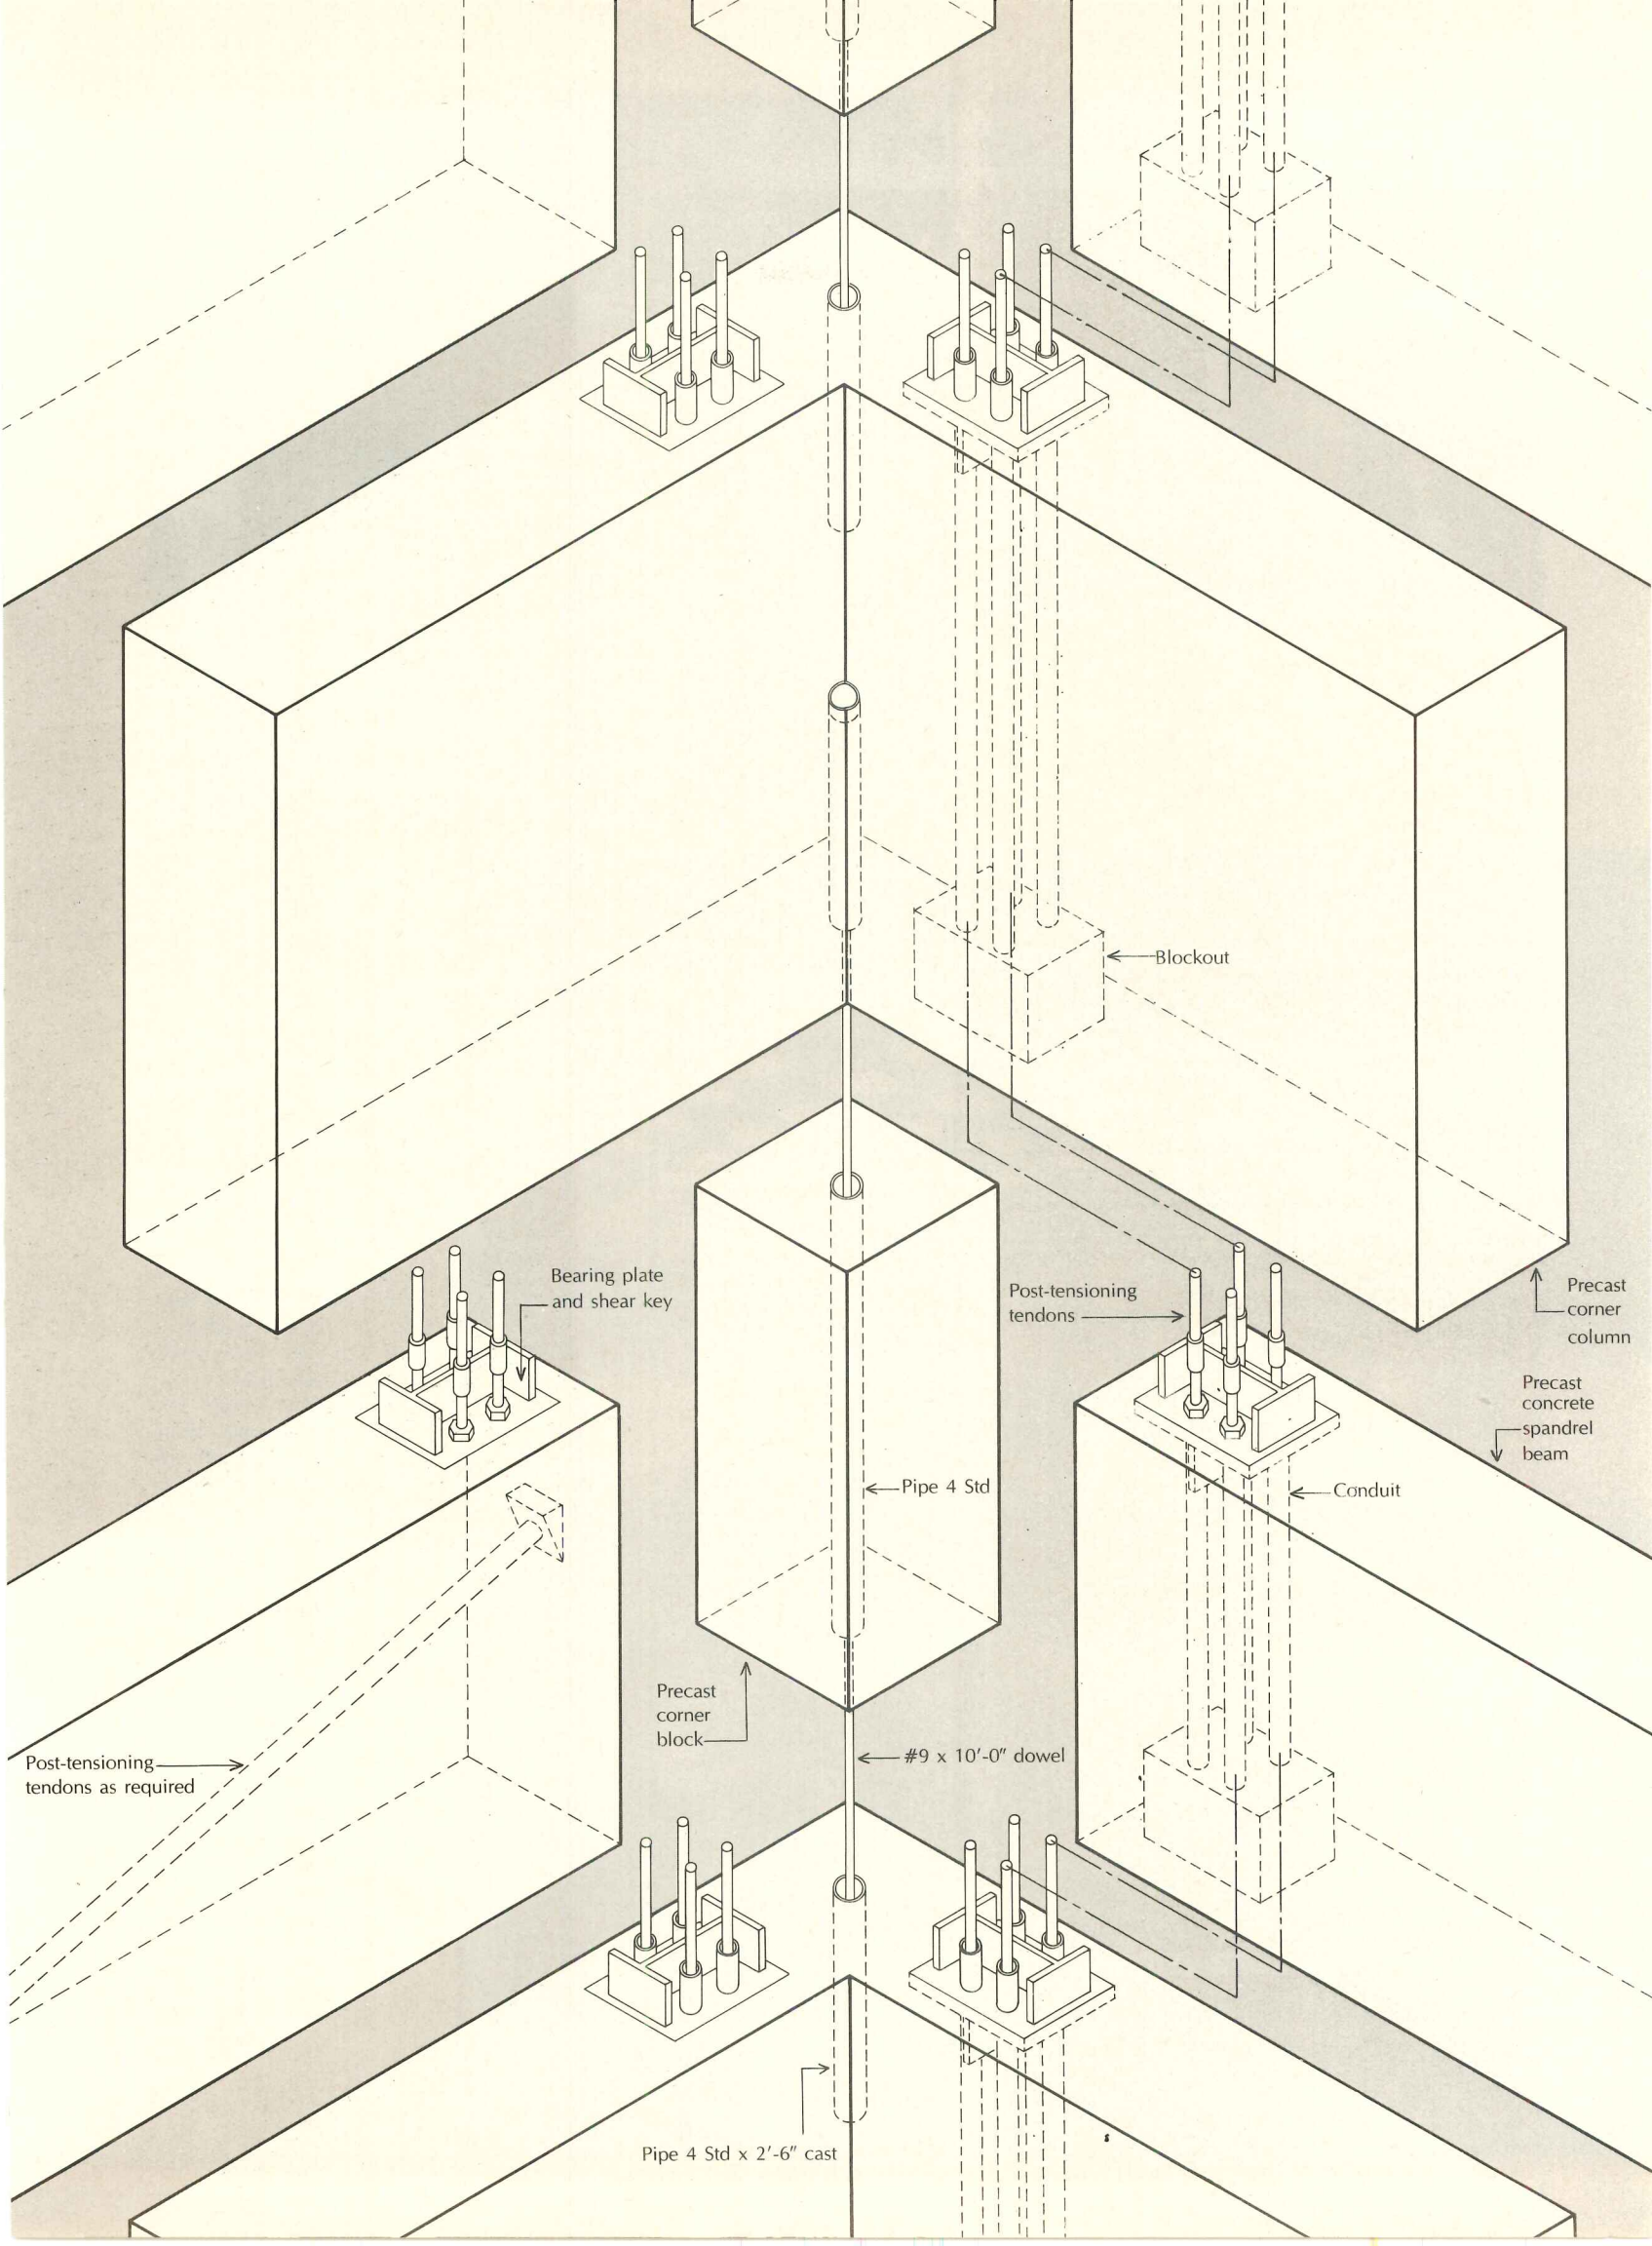 Blockout
Bearing plate
and shear key
Post-tensioning
tendons
Precast
corner
column
Precast
concrete
spandrel
beam
Pipe 4 Std
Conduit
Precast
corner
block
#9 x 10'-0" dowel
Post-tensioning
tendons as required
Pipe 4 Std x 2'-6" cast